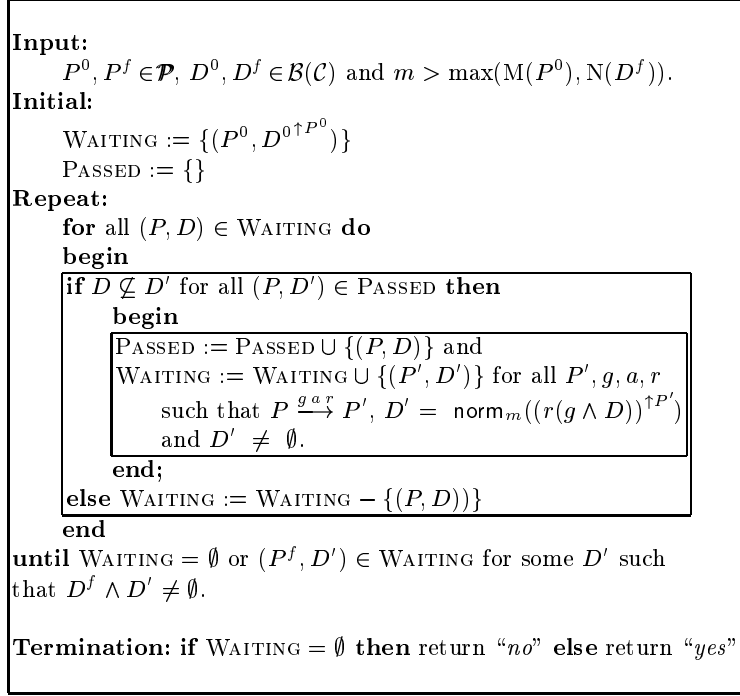 Input:
P^0, P^f ∈ 𝓟, D^0, D^f ∈ ℬ(𝒞) and m > max(M(P^0), N(D^f)).
Initial:
WAITING := {(P^0, D^{0↑P^0})}
PASSED := {}
Repeat:
for all (P, D) ∈ WAITING do
begin
if D ⊈ D′ for all (P, D′) ∈ PASSED then
begin
PASSED := PASSED ∪ {(P, D)} and
WAITING := WAITING ∪ {(P′, D′)} for all P′, g, a, r
such that P \xrightarrow{g a r} P′, D′ = norm_m((r(g ∧ D))^{↑P′})
and D′ ≠ ∅.
end;
else WAITING := WAITING − {(P, D))}
end
until WAITING = ∅ or (P^f, D′) ∈ WAITING for some D′ such
that D^f ∧ D′ ≠ ∅.
Termination: if WAITING = ∅ then return “no” else return “yes”